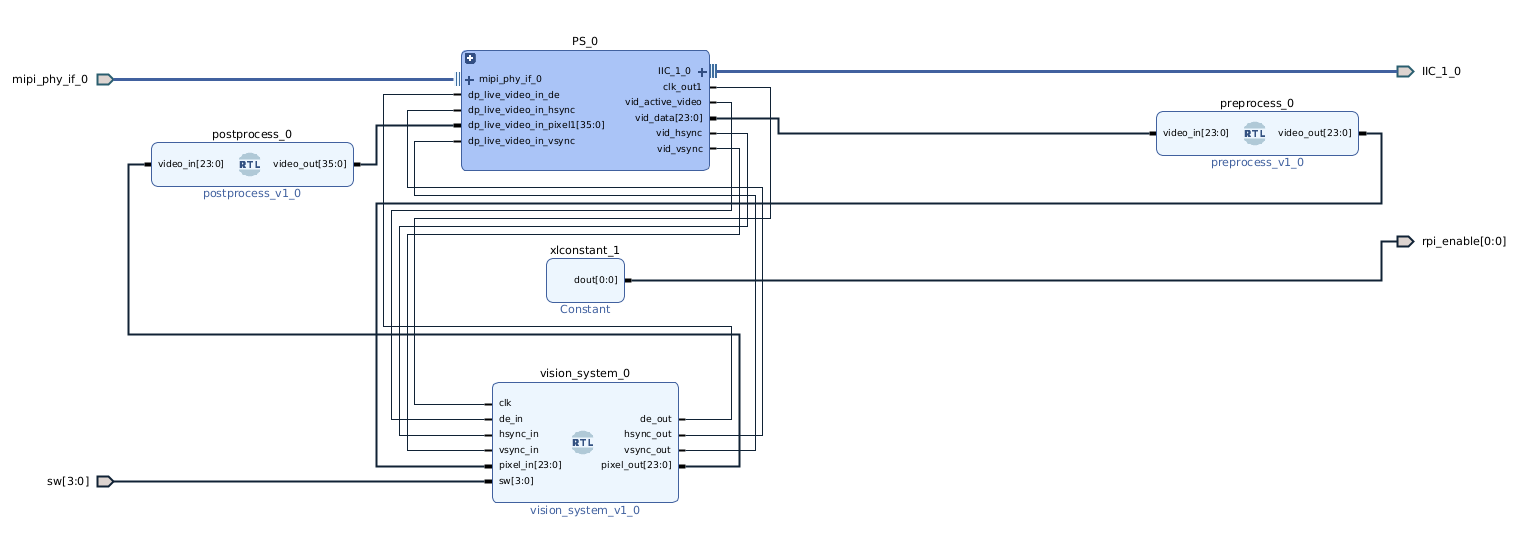 PS_0
mipi_phy_if_0
mipi_phy_if_0
dp_live_video_in_de
dp_live_video_in_hsync
dp_live_video_in_pixel1[35:0]
dp_live_video_in_vsync
IIC_1_0
clk_out1
vid_active_video
vid_data[23:0]
vid_hsync
vid_vsync
IIC_1_0
preprocess_0
video_in[23:0]
RTL
video_out[23:0]
preprocess_v1_0
postprocess_0
video_in[23:0]
RTL
video_out[35:0]
postprocess_v1_0
rpi_enable[0:0]
xlconstant_1
dout[0:0]
Constant
vision_system_0
clk
de_in
hsync_in
vsync_in
pixel_in[23:0]
sw[3:0]
RTL
de_out
hsync_out
vsync_out
pixel_out[23:0]
vision_system_v1_0
sw[3:0]